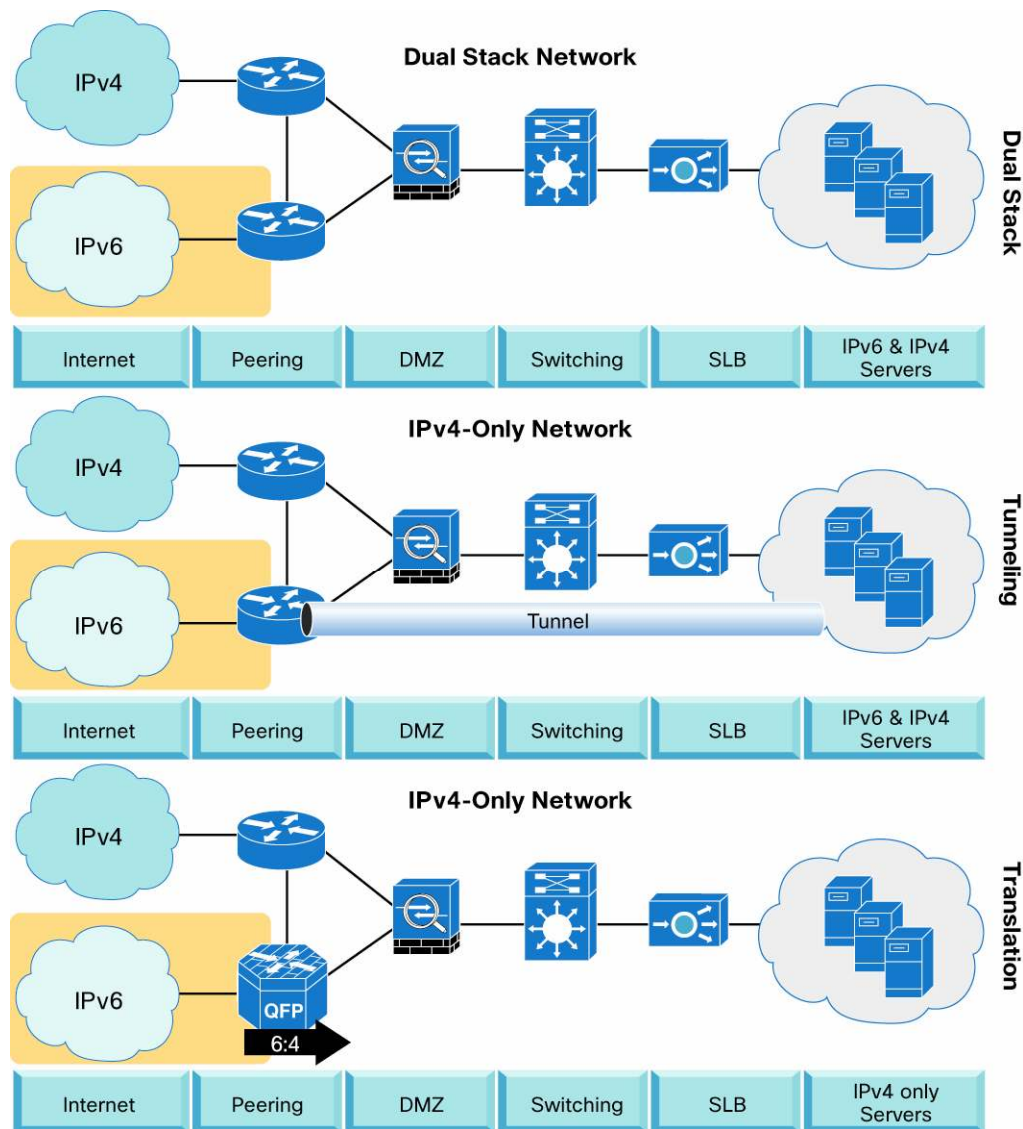 Dual Stack Network
IPv4
IPv6
Dual Stack
Internet
Peering
DMZ
Switching
SLB
IPv6 & IPv4
Servers
IPv4-Only Network
IPv4
IPv6
Tunnel
Tunneling
Internet
Peering
DMZ
Switching
SLB
IPv6 & IPv4
Servers
IPv4-Only Network
IPv4
IPv6
QFP
6:4
Translation
Internet
Peering
DMZ
Switching
SLB
IPv4 only
Servers